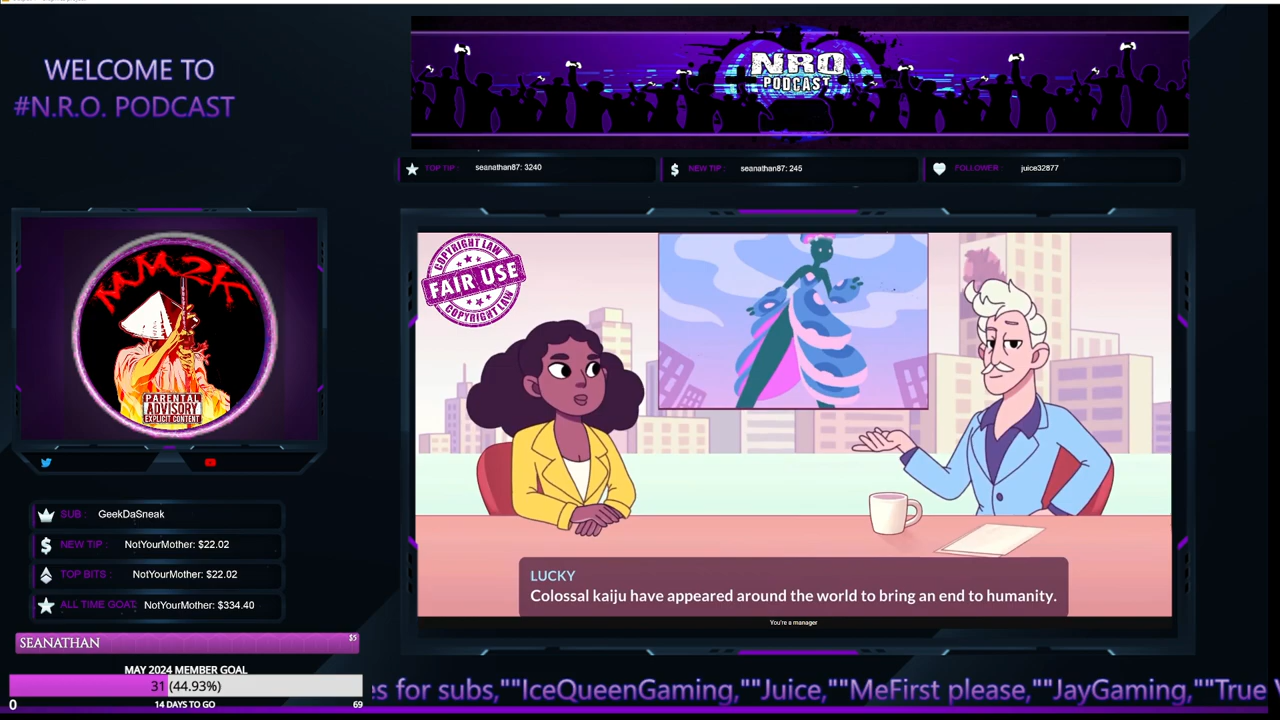 WELCOME TO
#N.R.O. PODCAST
NRO
PODCAST
TOP TIP : seanathan87: 3240
NEW TIP : seanathan87: 245
FOLLOWER : juice32877
MM2K
PARENTAL
ADVISORY
EXPLICIT CONTENT
COPYRIGHT LAW
FAIR USE
COPYRIGHT LAW
SUB : GeekDaSneak
NEW TIP : NotYourMother: $22.02
TOP BITS : NotYourMother: $22.02
ALL TIME GOAT: NotYourMother: $334.40
LUCKY
Colossal kaiju have appeared around the world to bring an end to humanity.
You're a manager
SEANATHAN $5
MAY 2024 MEMBER GOAL
31 (44.93%)
0 14 DAYS TO GO 69
es for subs,""IceQueenGaming,""Juice,""MeFirst please,""JayGaming,""True